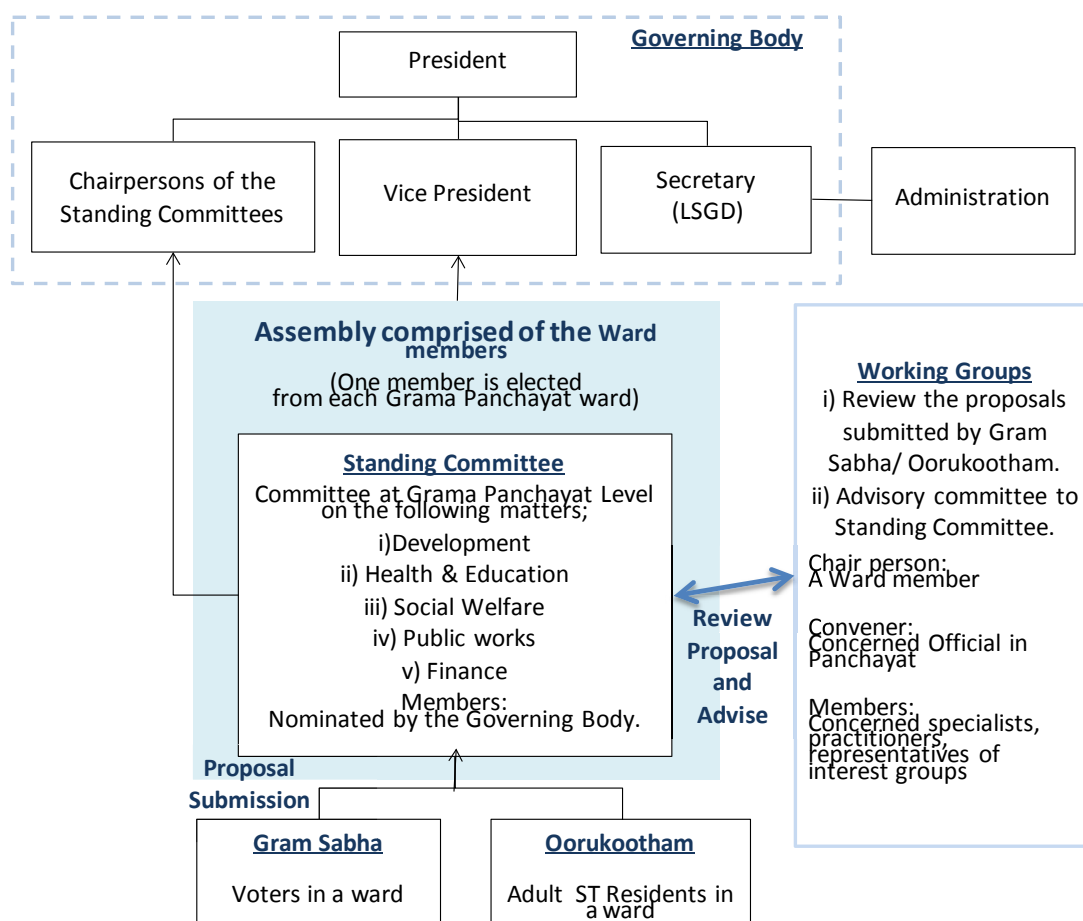 Governing Body
President
Chairpersons of the
Standing Committees
Vice President
Secretary
(LSGD)
Administration
Assembly comprised of the Ward
members
(One member is elected
from each Grama Panchayat ward)
Standing Committee
Committee at Grama Panchayat Level
on the following matters;
i)Development
ii) Health & Education
iii) Social Welfare
iv) Public works
v) Finance
Members:
Nominated by the Governing Body.
Review
Proposal
and
Advise
Working Groups
i) Review the proposals
submitted by Gram
Sabha/ Oorukootham.
ii) Advisory committee to
Standing Committee.
Chair person:
A Ward member
Convener:
Concerned Official in
Panchayat
Members:
Concerned specialists,
practitioners,
representatives of
interest groups
Proposal
Submission
Gram Sabha
Voters in a ward
Oorukootham
Adult ST Residents in
a ward